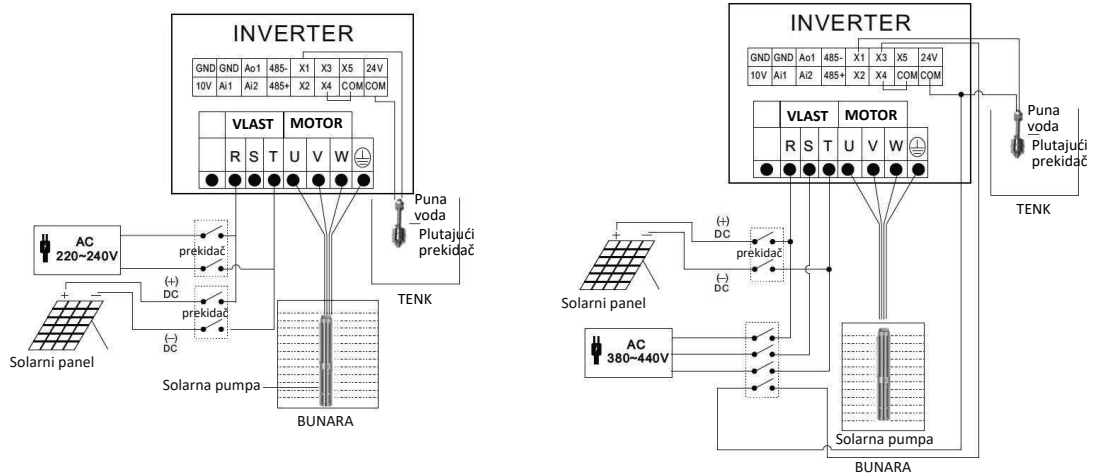 INVERTER
GND GND Ao1 485- X1 X3 X5 24V
10V Ai1 Ai2 485+ X2 X4 COM COM
VLAST MOTOR
R S T U V W
Puna
voda
Plutajući
prekidač
TENK
AC
220~240V
prekidač
(+)
DC
prekidač
(-)
DC
+ −
Solarni panel
Solarna pumpa
BUNARA
INVERTER
GND GND Ao1 485- X1 X3 X5 24V
10V Ai1 Ai2 485+ X2 X4 COM COM
VLAST MOTOR
R S T U V W
Puna
voda
Plutajući
prekidač
TENK
(+)
DC
prekidač
(-)
DC
+ −
Solarni panel
AC
380~440V
Solarna pumpa
BUNARA